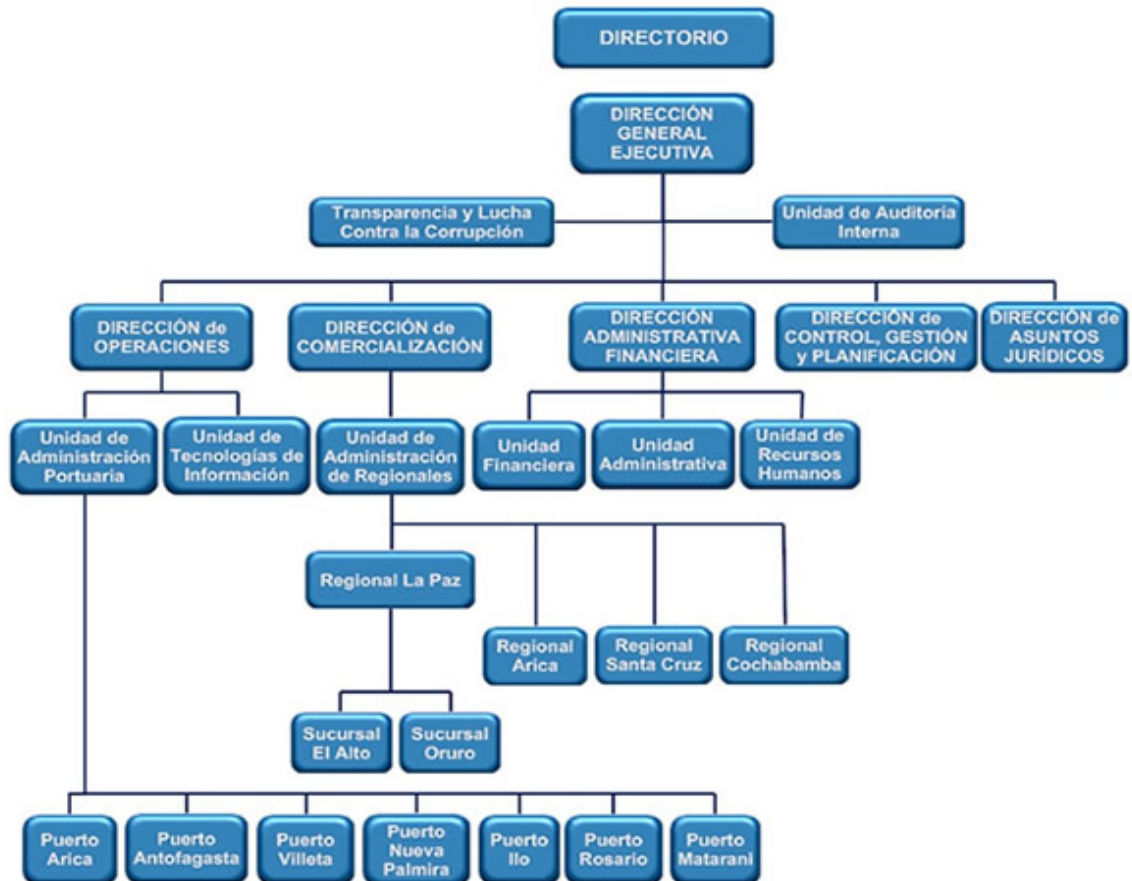 DIRECTORIO
DIRECCIÓN
GENERAL
EJECUTIVA
Transparencia y Lucha
Contra la Corrupción
Unidad de Auditoría
Interna
DIRECCIÓN de
OPERACIONES
DIRECCIÓN de
COMERCIALIZACIÓN
DIRECCIÓN
ADMINISTRATIVA
FINANCIERA
DIRECCIÓN de
CONTROL, GESTIÓN
y PLANIFICACIÓN
DIRECCIÓN de
ASUNTOS
JURÍDICOS
Unidad de
Administración
Portuaria
Unidad de
Tecnologías de
Información
Unidad de
Administración
de Regionales
Unidad
Financiera
Unidad
Administrativa
Unidad de
Recursos
Humanos
Regional La Paz
Regional
Arica
Regional
Santa Cruz
Regional
Cochabamba
Sucursal
El Alto
Sucursal
Oruro
Puerto
Arica
Puerto
Antofagasta
Puerto
Villeta
Puerto
Nueva
Palmira
Puerto
Ilo
Puerto
Rosario
Puerto
Matarani